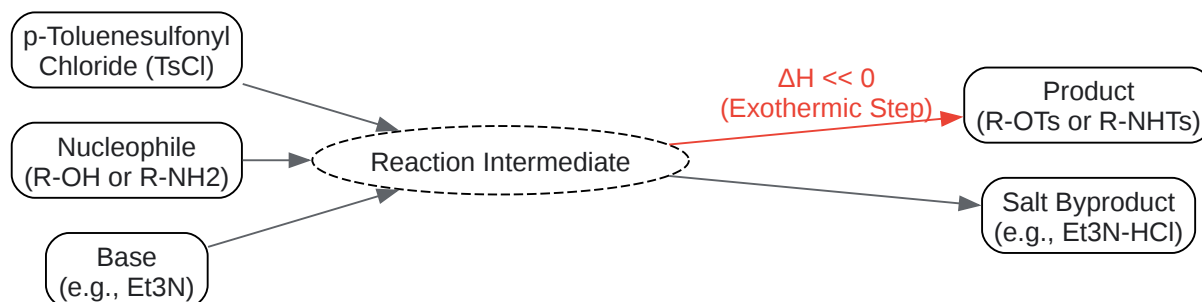 p-Toluenesulfonyl
Chloride (TsCl)
Nucleophile
(R-OH or R-NH2)
Base
(e.g., Et3N)
Reaction Intermediate
ΔH << 0
(Exothermic Step)
Product
(R-OTs or R-NHTs)
Salt Byproduct
(e.g., Et3N-HCl)